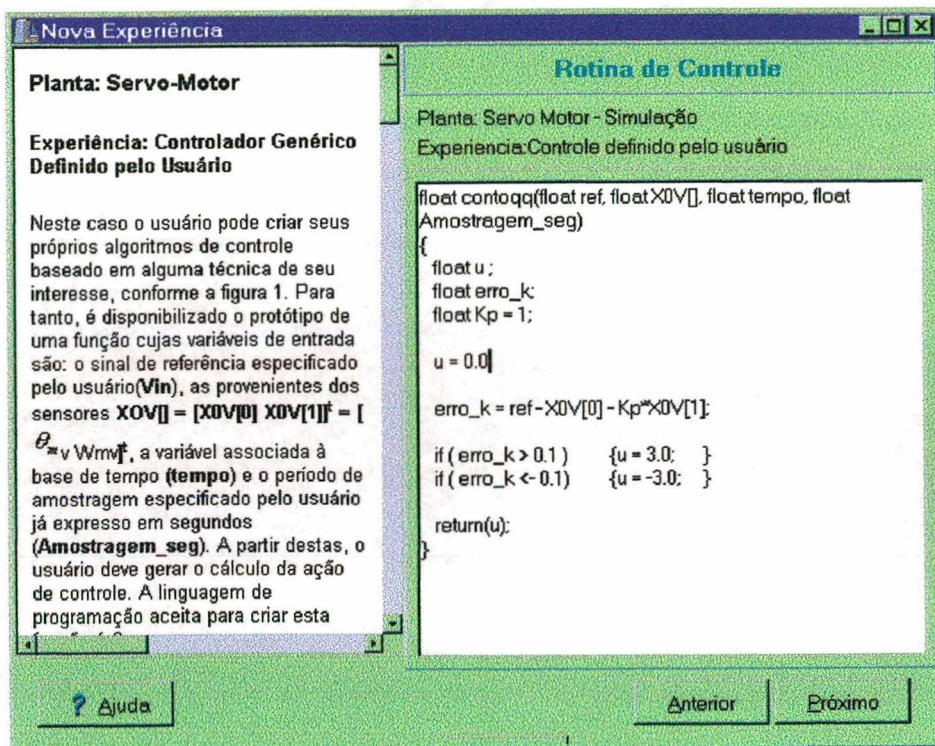 Nova Experiência
Planta: Servo-Motor
Experiência: Controlador Genérico
Definido pelo Usuário
Neste caso o usuário pode criar seus
próprios algoritmos de controle
baseado em alguma técnica de seu
interesse, conforme a figura 1. Para
tanto, é disponibilizado o protótipo de
uma função cujas variáveis de entrada
são: o sinal de referência especificado
pelo usuário(Vin), as provenientes dos
sensores XOV[] = [X0V[0] X0V[1]]ᵗ = [
θₘv Wmv]ᵗ, a variável associada à
base de tempo (tempo) e o período de
amostragem especificado pelo usuário
já expresso em segundos
(Amostragem_seg). A partir destas, o
usuário deve gerar o cálculo da ação
de controle. A linguagem de
programação aceita para criar esta
Rotina de Controle
Planta: Servo Motor - Simulação
Experiencia:Controle definido pelo usuário
float contoqq(float ref, float X0V[], float tempo, float
Amostragem_seg)
{
float u ;
float erro_k;
float Kp = 1;
u = 0.0
erro_k = ref - X0V[0] - Kp*X0V[1];
if ( erro_k > 0.1 ) {u = 3.0; }
if ( erro_k <- 0.1) {u = -3.0; }
return(u);
}
? Ajuda
Anterior
Próximo